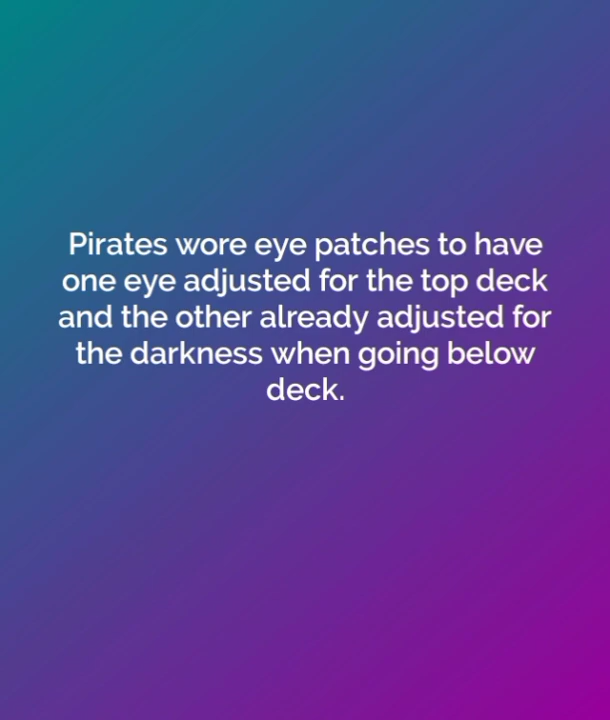 Pirates wore eye patches to have
one eye adjusted for the top deck
and the other already adjusted for
the darkness when going below
deck.